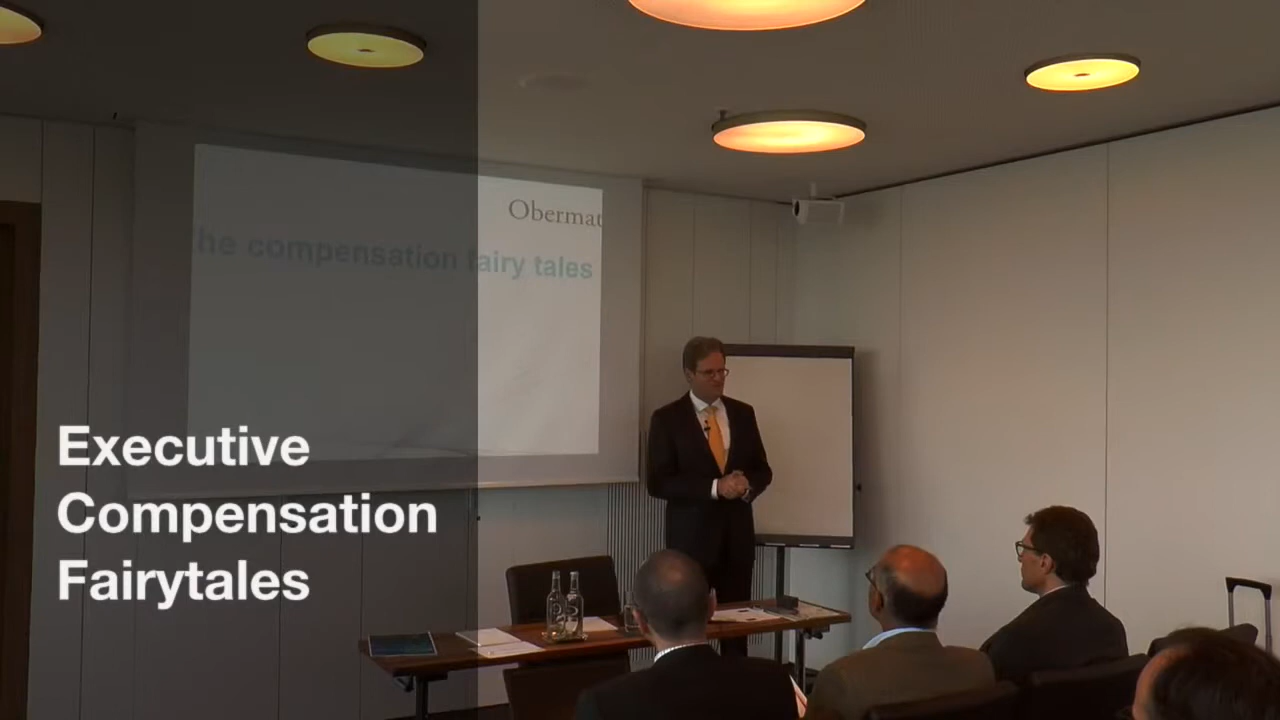 Obermat
he compensation fairy tales
Executive
Compensation
Fairytales